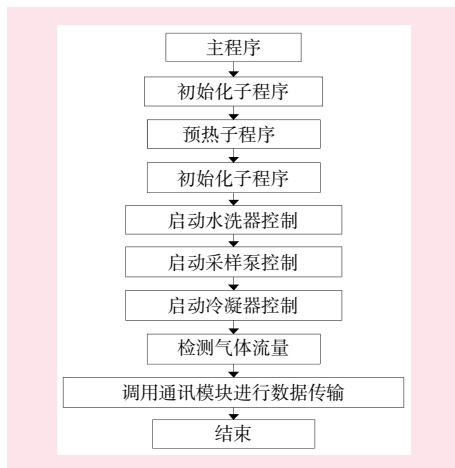 主程序
初始化子程序
预热子程序
初始化子程序
启动水洗器控制
启动采样泵控制
启动冷凝器控制
检测气体流量
调用通讯模块进行数据传输
结束